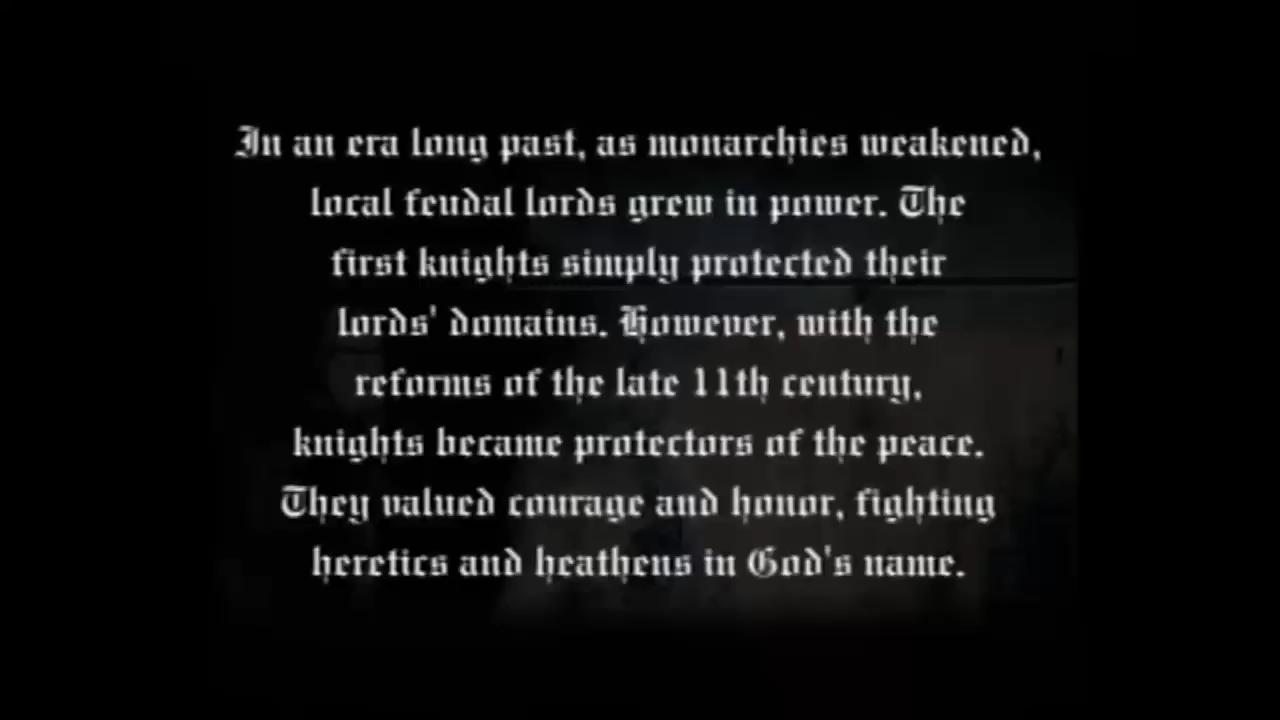 In an era long past, as monarchies weakened,
local feudal lords grew in power. The
first knights simply protected their
lords' domains. However, with the
reforms of the late 11th century,
knights became protectors of the peace.
They valued courage and honor, fighting
heretics and heathens in God's name.